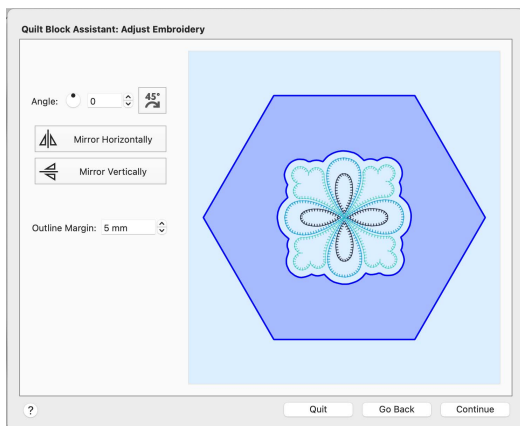 Quilt Block Assistant: Adjust Embroidery
Angle: 0 45°
Mirror Horizontally
Mirror Vertically
Outline Margin: 5 mm
? Quit Go Back Continue